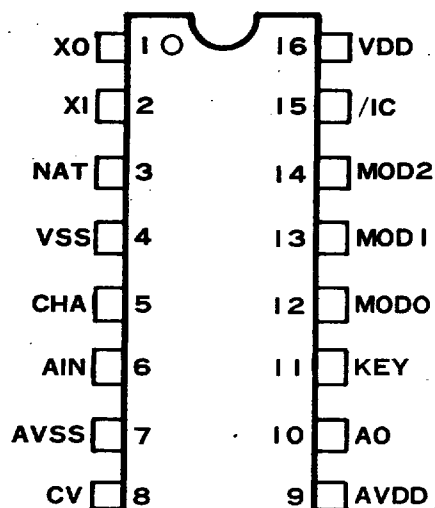 XO 1 16 VDD
XI 2 15 /IC
NAT 3 14 MOD2
VSS 4 13 MOD1
CHA 5 12 MOD0
AIN 6 11 KEY
AVSS 7 10 AO
CV 8 9 AVDD